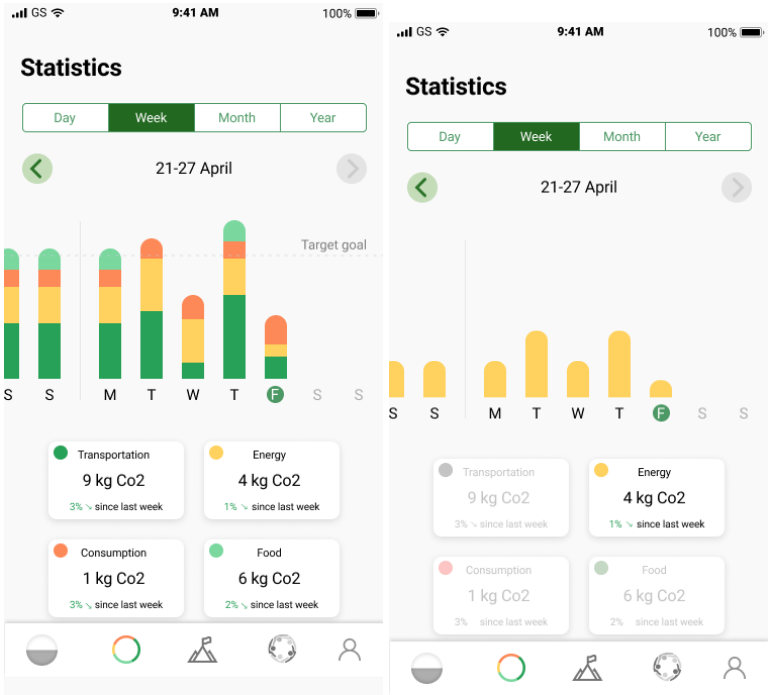 GS 9:41 AM 100%
Statistics
Day Week Month Year
21-27 April
Target goal
S S M T W T F S S
Transportation Energy
9 kg Co2 4 kg Co2
3% ↘ since last week 1% ↘ since last week
Consumption Food
1 kg Co2 6 kg Co2
3% ↘ since last week 2% ↘ since last week
GS 9:41 AM 100%
Statistics
Day Week Month Year
21-27 April
S S M T W T F S S
Transportation Energy
9 kg Co2 4 kg Co2
3% ↘ since last week 1% ↘ since last week
Consumption Food
1 kg Co2 6 kg Co2
3% since last week 2% since last week